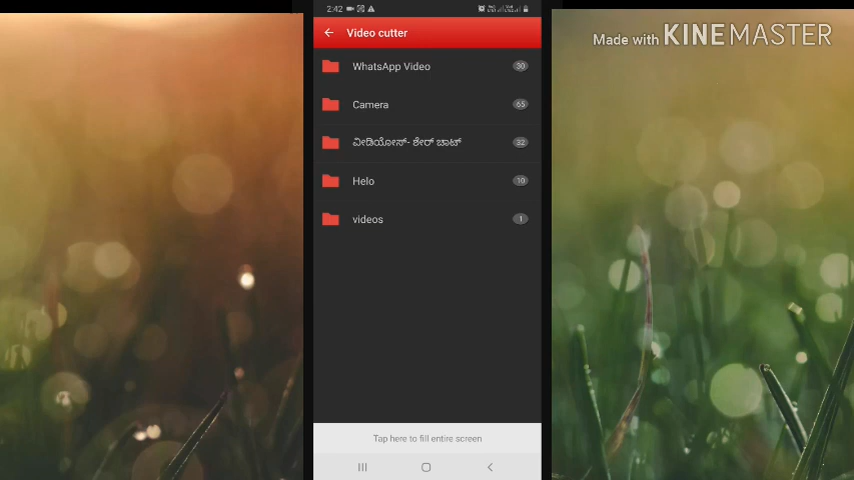 2:42
Made with KINEMASTER
Video cutter
WhatsApp Video 30
Camera 65
ವೀಡಿಯೋಸ್- ಶೇರ್ ಚಾಟ್ 32
Helo 10
videos 1
Tap here to fill entire screen